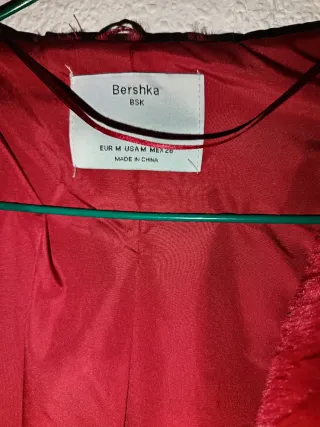 Bershka
BSK
EUR M USA M MEX 28
MADE IN CHINA